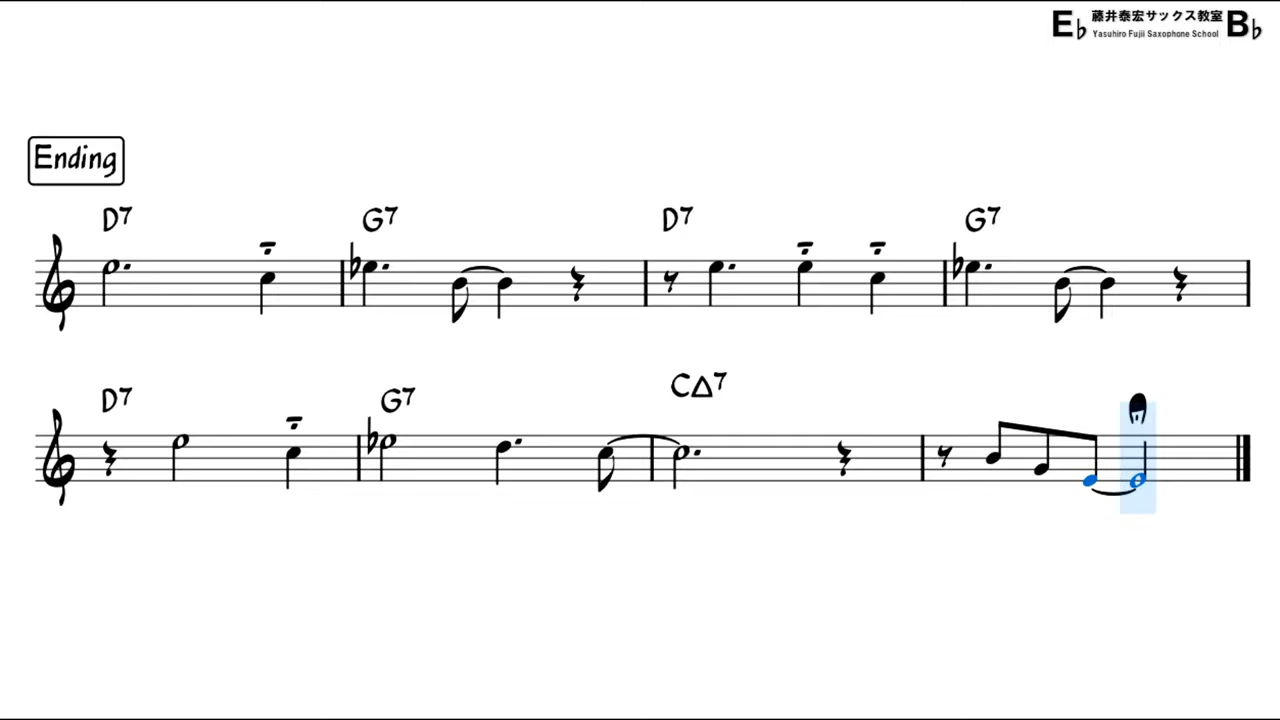 E♭ 藤井泰宏サックス教室 B♭
Yasuhiro Fujii Saxophone School
Ending
D7 G7 D7 G7
D7 G7 C△7